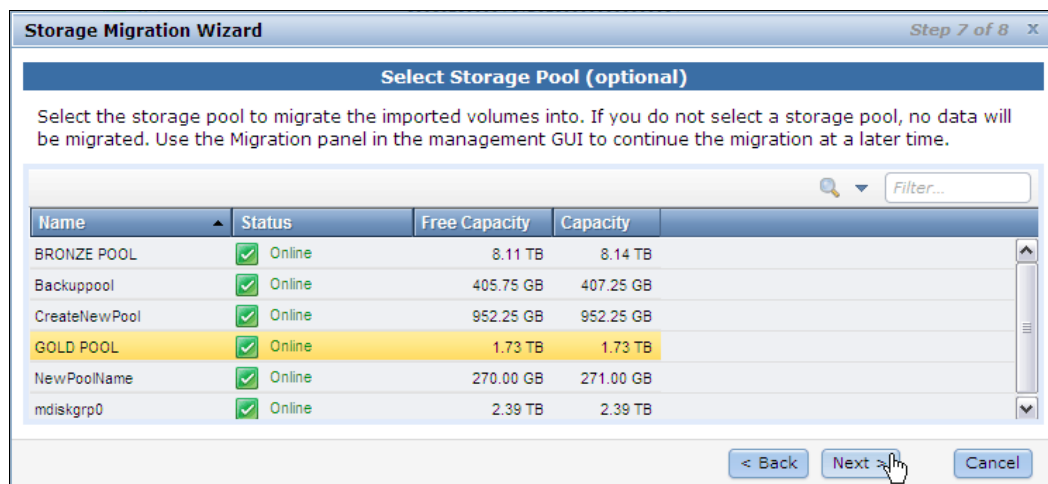 Storage Migration Wizard Step 7 of 8 x
Select Storage Pool (optional)
Select the storage pool to migrate the imported volumes into. If you do not select a storage pool, no data will
be migrated. Use the Migration panel in the management GUI to continue the migration at a later time.
Filter...
Name Status Free Capacity Capacity
BRONZE POOL Online 8.11 TB 8.14 TB
Backuppool Online 405.75 GB 407.25 GB
CreateNewPool Online 952.25 GB 952.25 GB
GOLD POOL Online 1.73 TB 1.73 TB
NewPoolName Online 270.00 GB 271.00 GB
mdiskgrp0 Online 2.39 TB 2.39 TB
< Back Next > Cancel